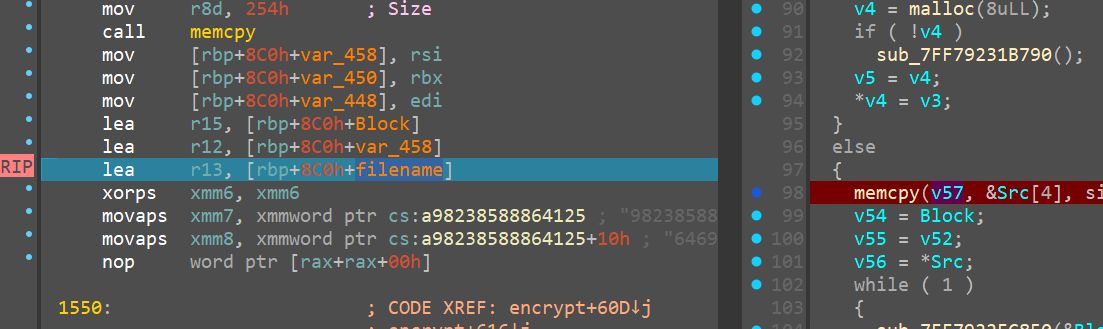 mov r8d, 254h ; Size
call memcpy
mov [rbp+8C0h+var_458], rsi
mov [rbp+8C0h+var_450], rbx
mov [rbp+8C0h+var_448], edi
lea r15, [rbp+8C0h+Block]
lea r12, [rbp+8C0h+var_458]
RIP lea r13, [rbp+8C0h+filename]
xorps xmm6, xmm6
movaps xmm7, xmmword ptr cs:a98238588864125 ; "98238588
movaps xmm8, xmmword ptr cs:a98238588864125+10h ; "6469
nop word ptr [rax+rax+00h]
1550: ; CODE XREF: encrypt+60D↓j
; encrypt+616↓j
90 v4 = malloc(8uLL);
91 if ( !v4 )
92 sub_7FF79231B790();
93 v5 = v4;
94 *v4 = v3;
95 }
96 else
97 {
98 memcpy(v57, &Src[4], si
99 v54 = Block;
100 v55 = v52;
101 v56 = *Src;
102 while ( 1 )
103 {